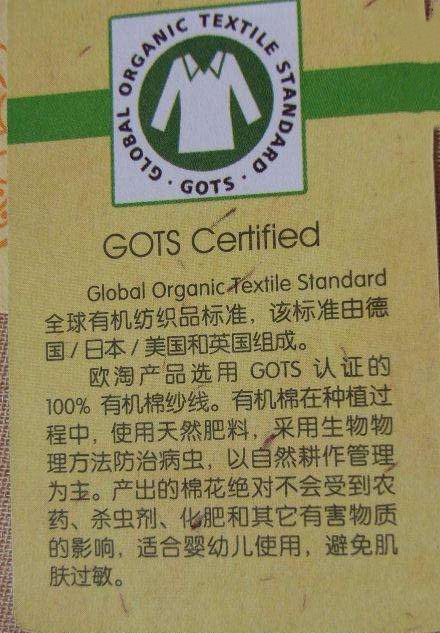 GLOBAL ORGANIC TEXTILE STANDARD · GOTS ·
GOTS Certified
Global Organic Textile Standard
全球有机纺织品标准，该标准由德
国/日本/美国和英国组成。
欧淘产品选用 GOTS 认证的
100% 有机棉纱线。有机棉在种植过
程中，使用天然肥料，采用生物物
理方法防治病虫，以自然耕作管理
为主。产出的棉花绝对不会受到农
药、杀虫剂、化肥和其它有害物质
的影响，适合婴幼儿使用，避免肌
肤过敏。